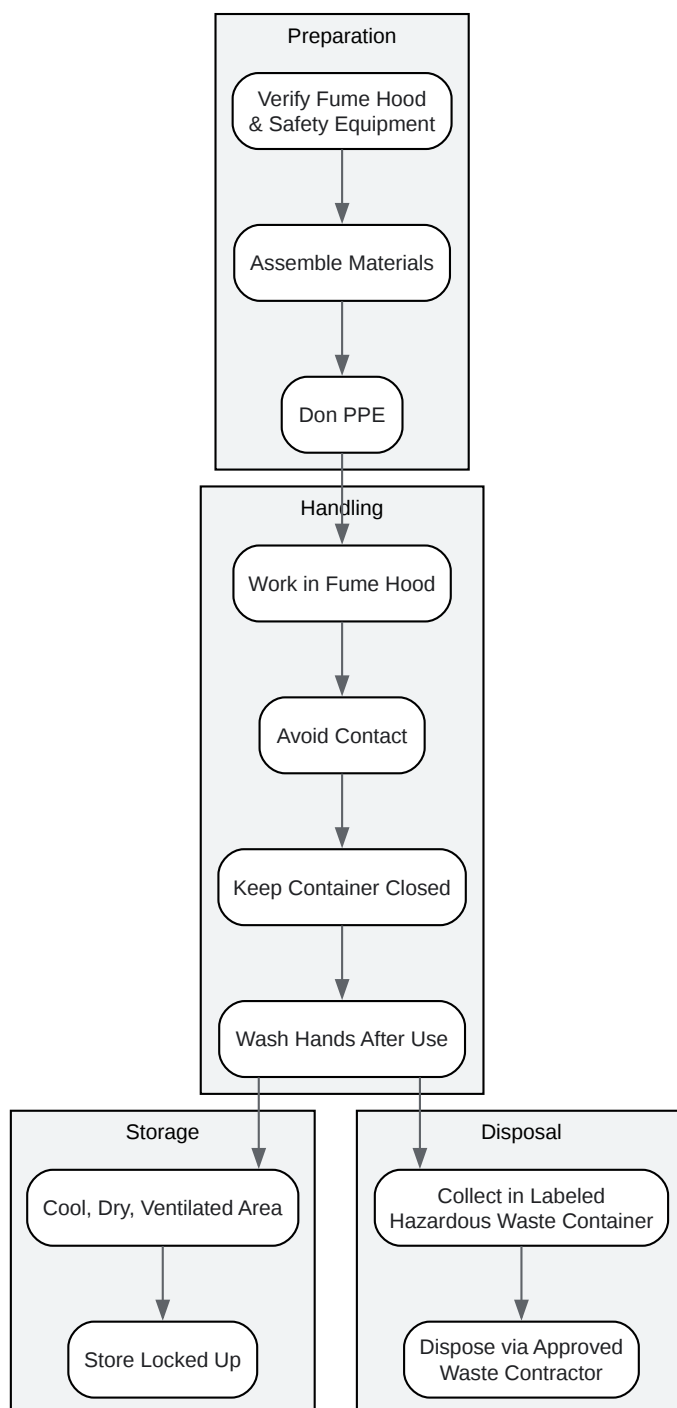 Preparation
Verify Fume Hood
& Safety Equipment
Assemble Materials
Don PPE
Handling
Work in Fume Hood
Avoid Contact
Keep Container Closed
Wash Hands After Use
Storage
Cool, Dry, Ventilated Area
Store Locked Up
Disposal
Collect in Labeled
Hazardous Waste Container
Dispose via Approved
Waste Contractor